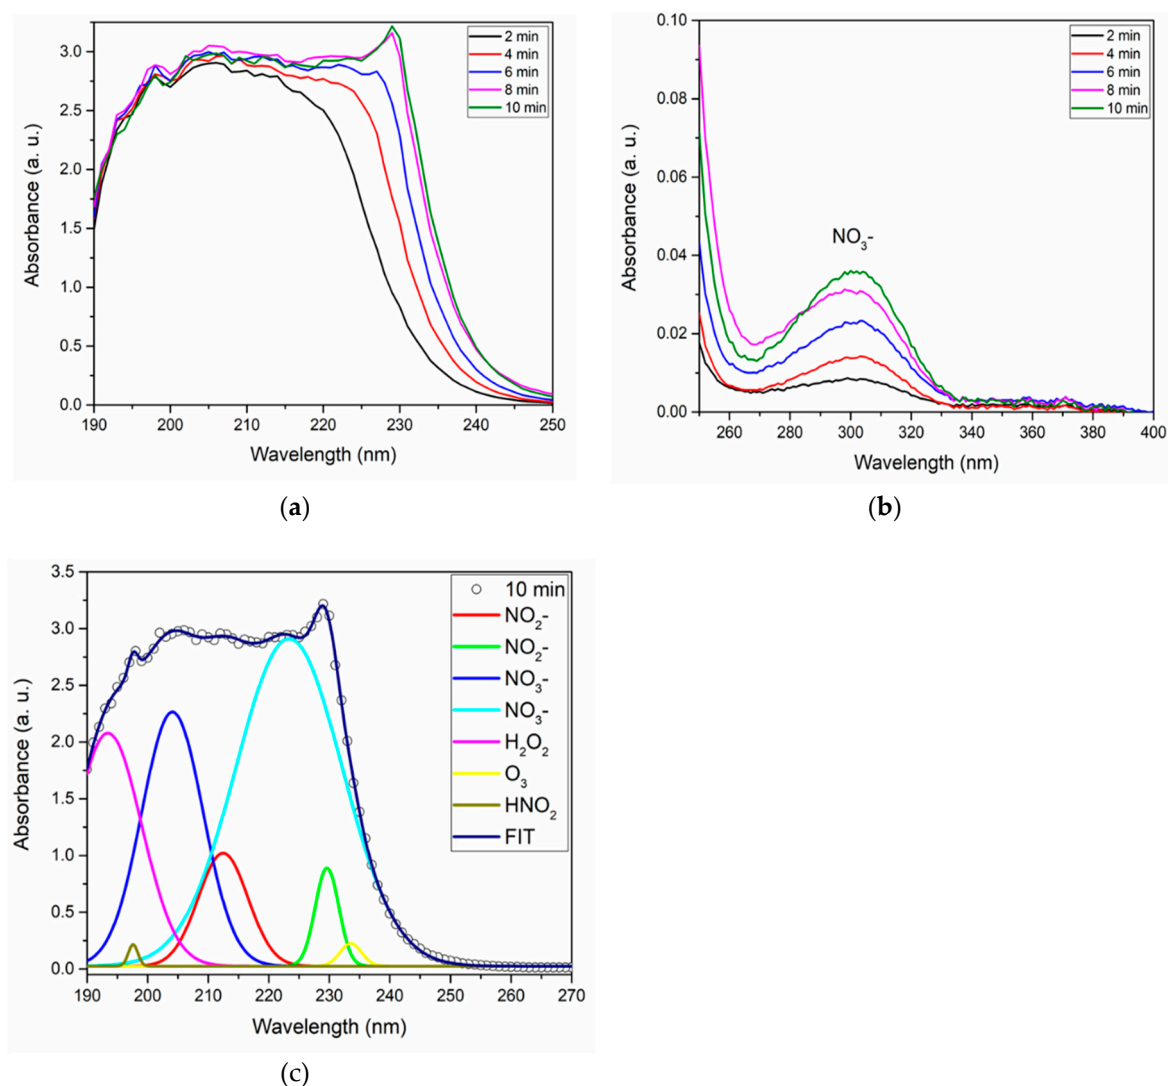 3.0
2.5
2.0
1.5
1.0
0.5
0.0
Absorbance (a. u.)
2 min
4 min
6 min
8 min
10 min
190 200 210 220 230 240 250
Wavelength (nm)
(a)
0.10
0.08
0.06
0.04
0.02
0.00
Absorbance (a. u.)
2 min
4 min
6 min
8 min
10 min
NO₃-
260 280 300 320 340 360 380 400
Wavelength (nm)
(b)
3.5
3.0
2.5
2.0
1.5
1.0
0.5
0.0
Absorbance (a. u.)
10 min
NO₂-
NO₂-
NO₃-
NO₃-
H₂O₂
O₃
HNO₂
FIT
190 200 210 220 230 240 250 260 270
Wavelength (nm)
(c)